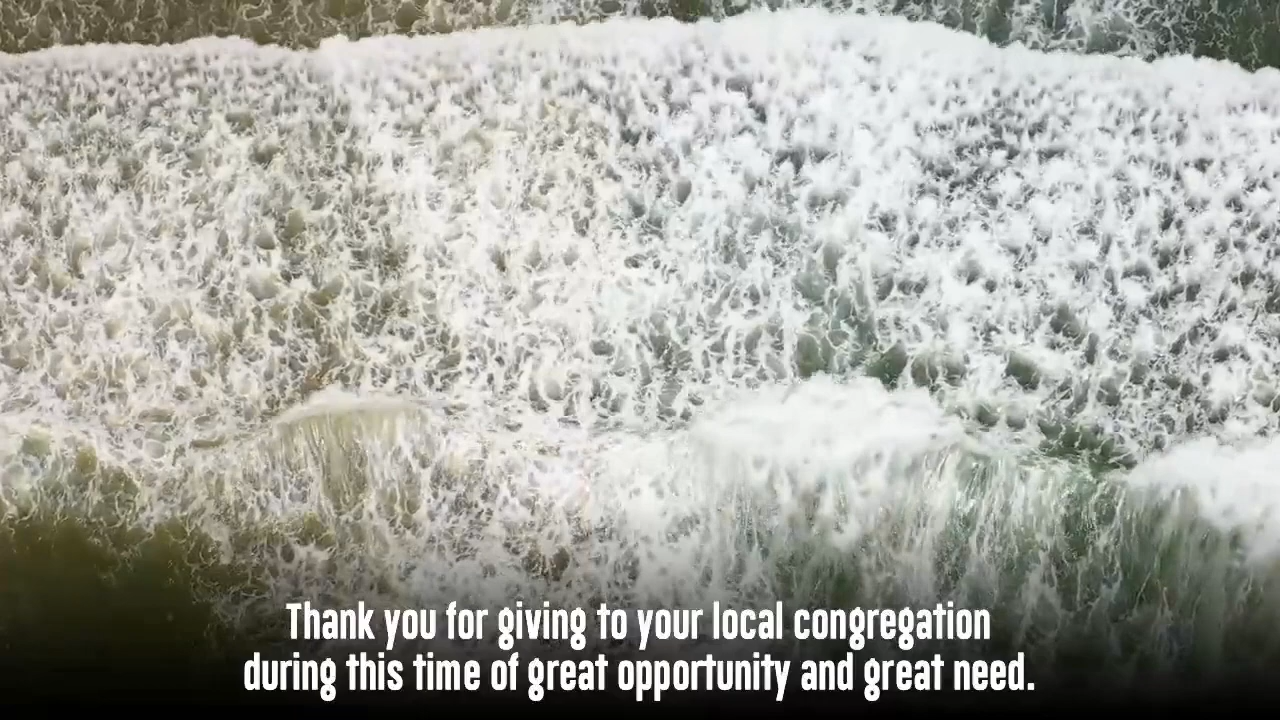 Thank you for giving to your local congregation
during this time of great opportunity and great need.